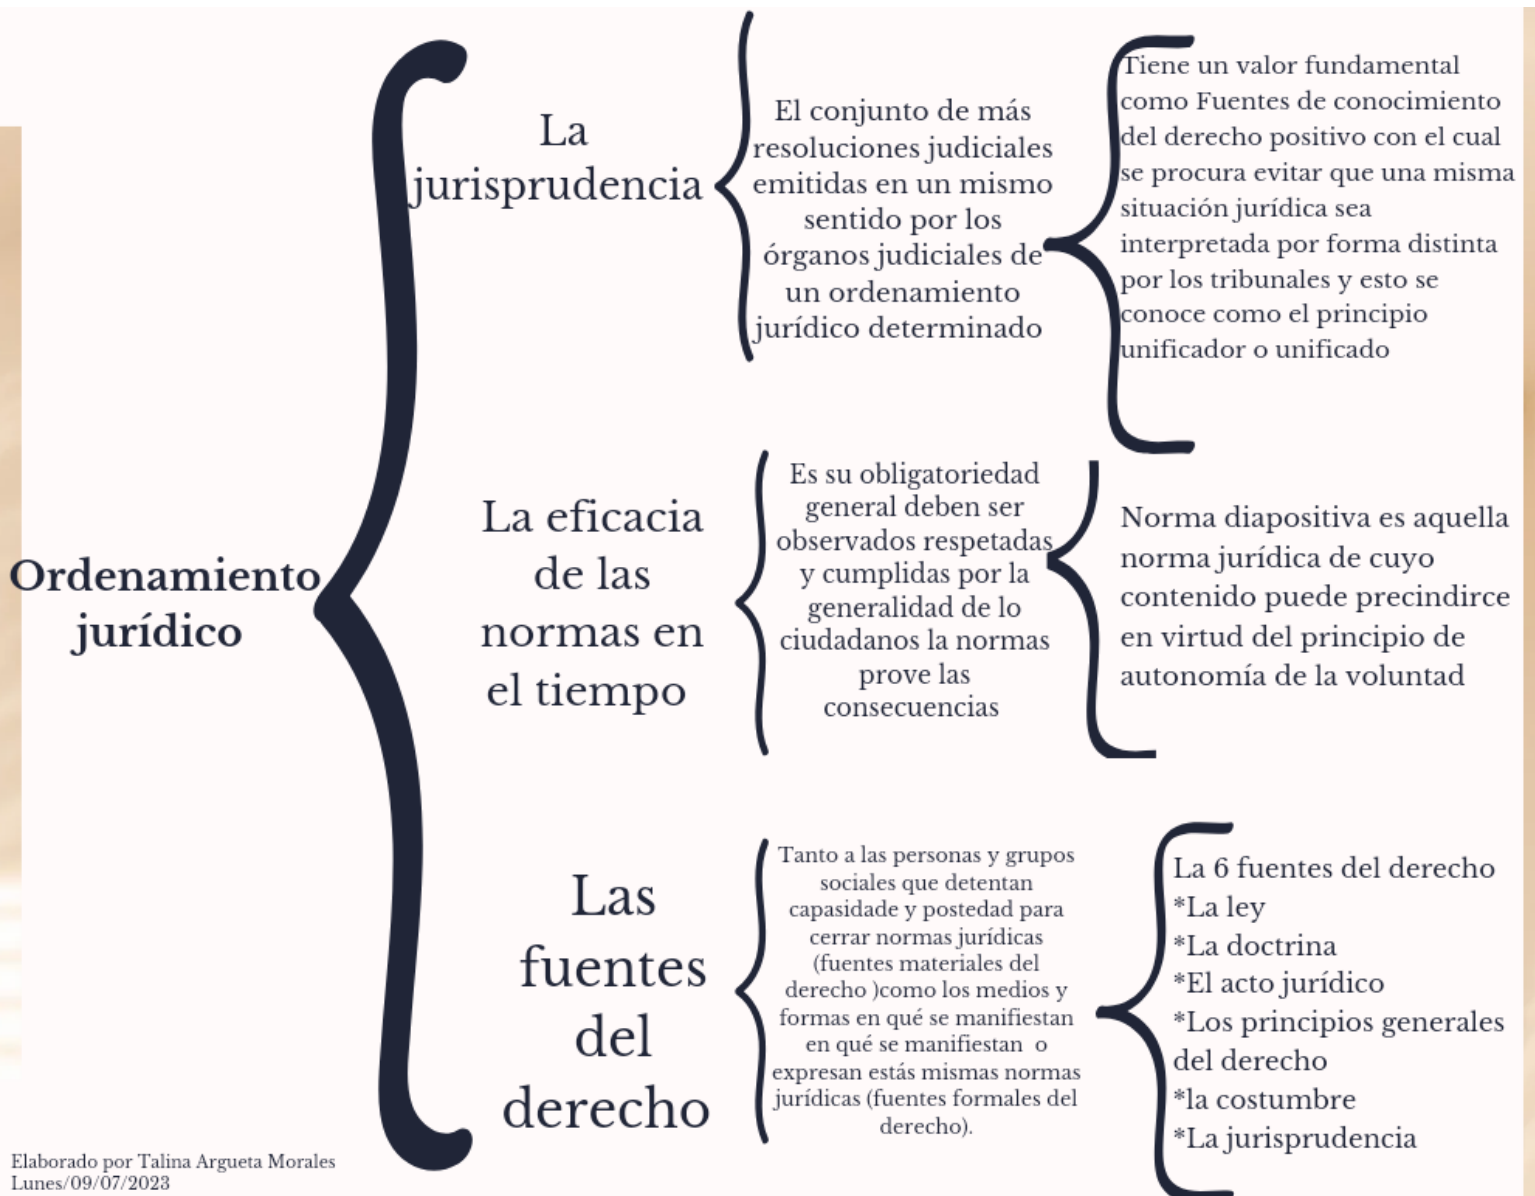 Ordenamiento
jurídico
La
jurisprudencia
El conjunto de más
resoluciones judiciales
emitidas en un mismo
sentido por los
órganos judiciales de
un ordenamiento
jurídico determinado
Tiene un valor fundamental
como Fuentes de conocimiento
del derecho positivo con el cual
se procura evitar que una misma
situación jurídica sea
interpretada por forma distinta
por los tribunales y esto se
conoce como el principio
unificador o unificado
La eficacia
de las
normas en
el tiempo
Es su obligatoriedad
general deben ser
observados respetadas
y cumplidas por la
generalidad de lo
ciudadanos la normas
prove las
consecuencias
Norma diapositiva es aquella
norma jurídica de cuyo
contenido puede precindirce
en virtud del principio de
autonomía de la voluntad
Las
fuentes
del
derecho
Tanto a las personas y grupos
sociales que detentan
capasidade y postedad para
cerrar normas jurídicas
(fuentes materiales del
derecho )como los medios y
formas en qué se manifiestan
en qué se manifiestan  o
expresan estás mismas normas
jurídicas (fuentes formales del
derecho).
La 6 fuentes del derecho
*La ley
*La doctrina
*El acto jurídico
*Los principios generales
del derecho
*la costumbre
*La jurisprudencia
Elaborado por Talina Argueta Morales
Lunes/09/07/2023